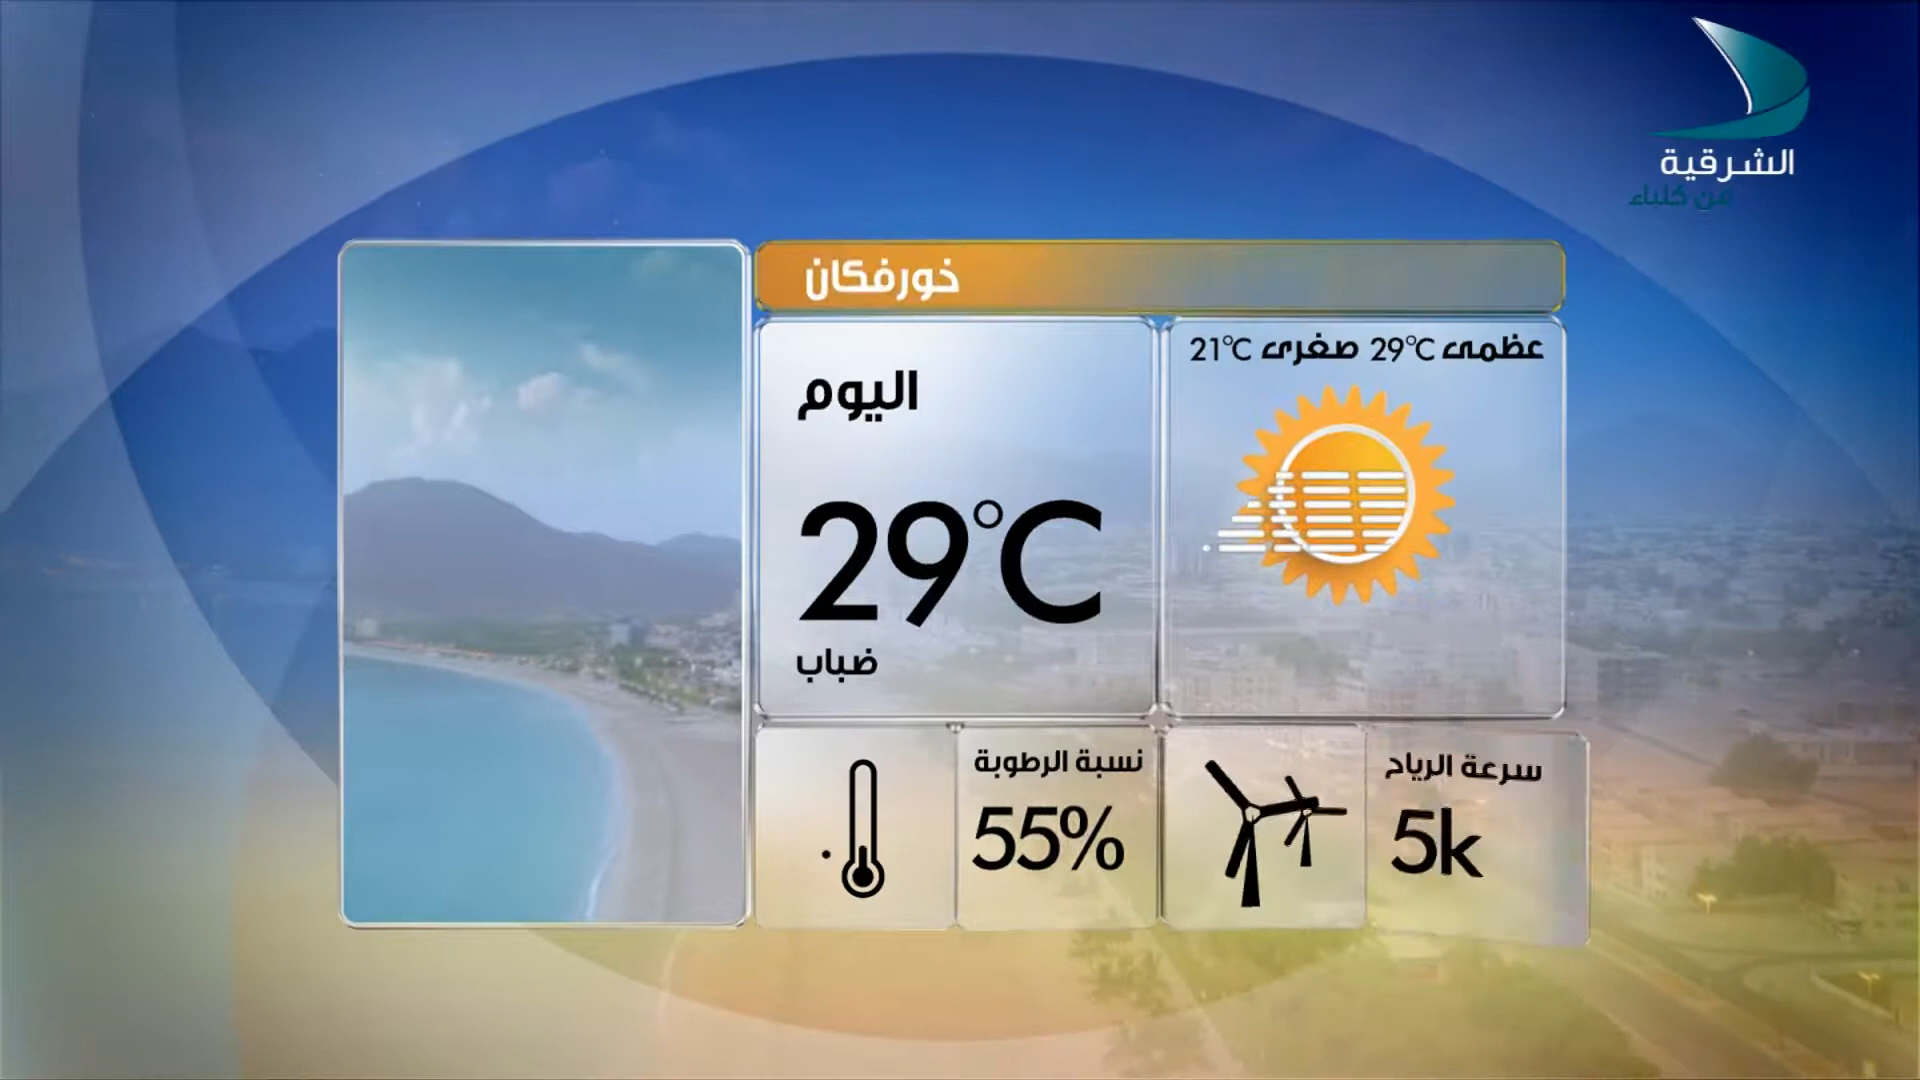 الشرقية
من كلباء
خورفكان
عظمى 29°C صغرى 21°C
اليوم
29°C
ضباب
نسبة الرطوبة
55%
سرعة الرياح
5k